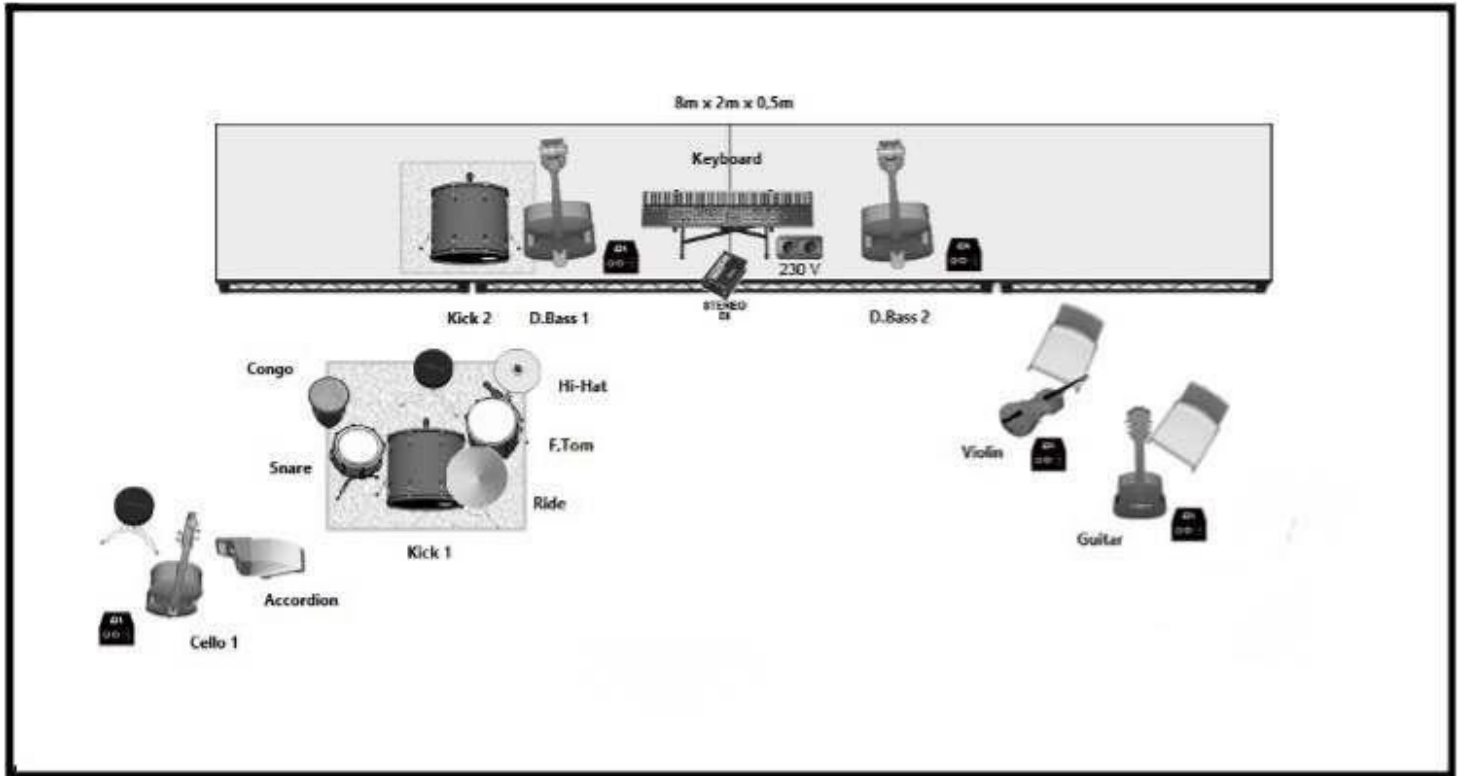 8m x 2m x 0,5m
Keyboard
230 V
STEREO
DI
Kick 2
D.Bass 1
D.Bass 2
Congo
Hi-Hat
F.Tom
Snare
Violin
Ride
Guitar
Kick 1
Accordion
Cello 1